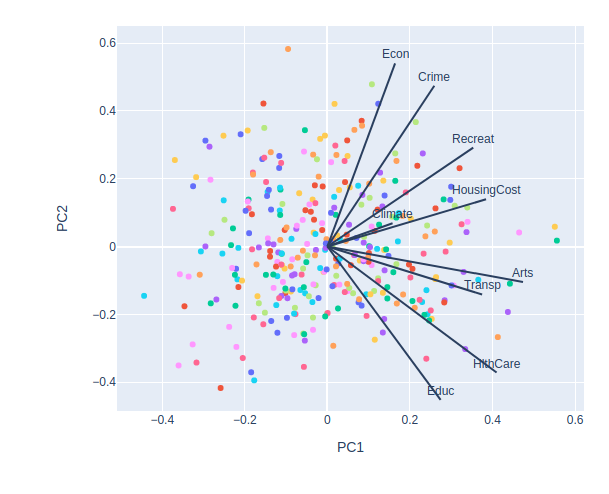 0.6
Econ
Crime
0.4
Recreat
0.2
HousingCost
Climate
PC2
0
Arts
Transp
−0.2
HlthCare
−0.4
Educ
−0.4
−0.2
0
0.2
0.4
0.6
PC1